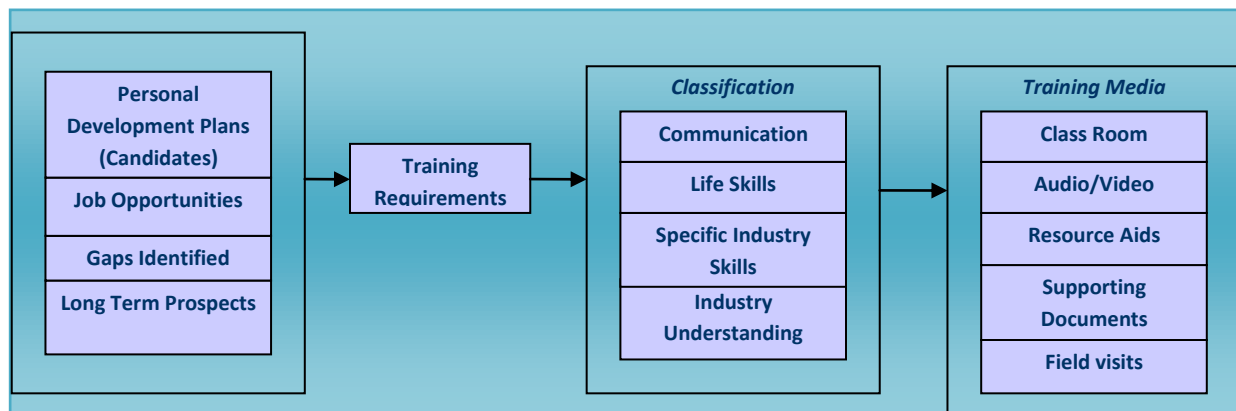 Personal
Development Plans
(Candidates)
Job Opportunities
Gaps Identified
Long Term Prospects
Training
Requirements
Classification
Communication
Life Skills
Specific Industry
Skills
Industry
Understanding
Training Media
Class Room
Audio/Video
Resource Aids
Supporting
Documents
Field visits